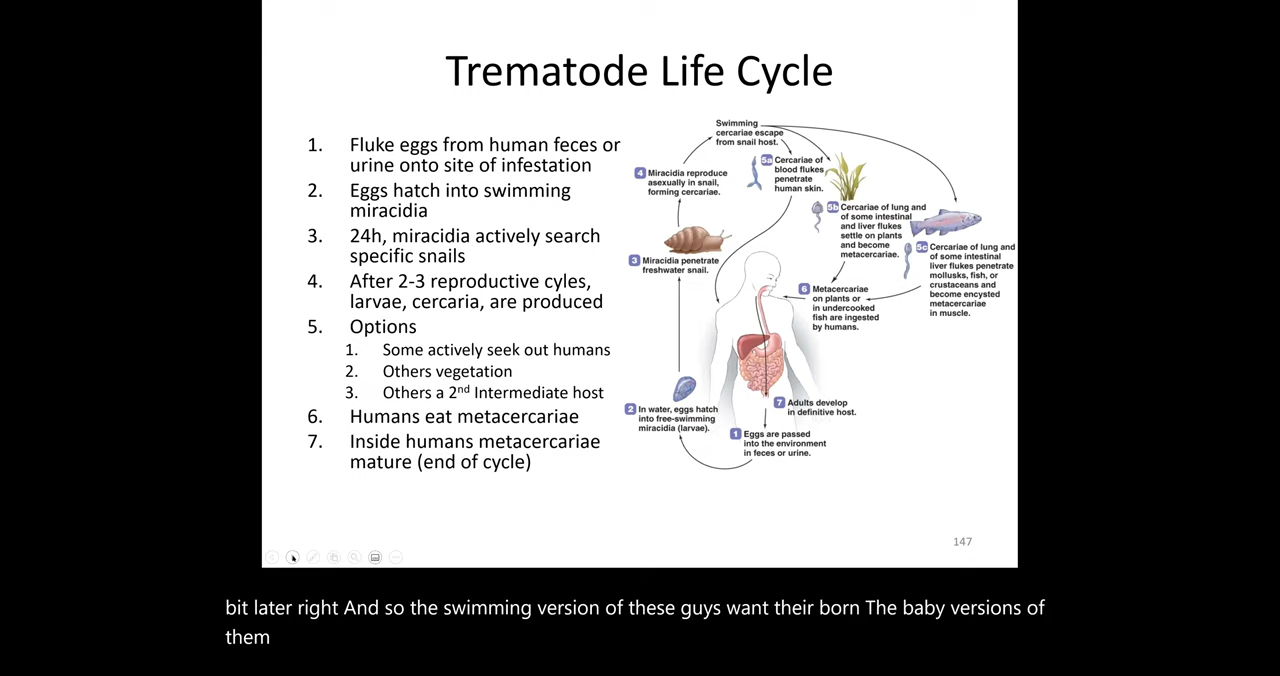 Trematode Life Cycle
1. Fluke eggs from human feces or
urine onto site of infestation
2. Eggs hatch into swimming
miracidia
3. 24h, miracidia actively search
specific snails
4. After 2-3 reproductive cyles,
larvae, cercaria, are produced
5. Options
1. Some actively seek out humans
2. Others vegetation
3. Others a 2nd Intermediate host
6. Humans eat metacercariae
7. Inside humans metacercariae
mature (end of cycle)
Swimming
cercariae escape
from snail host.
4 Miracidia reproduce
asexually in snail,
forming cercariae.
5a Cercariae of
blood flukes
penetrate
human skin.
5b Cercariae of lung and
of some intestinal
and liver flukes
settle on plants
and become
metacercariae.
5c Cercariae of lung and
of some intestinal
liver flukes penetrate
mollusks, fish, or
crustaceans and
become encysted
metacercariae
in muscle.
3 Miracidia penetrate
freshwater snail.
6 Metacercariae
on plants or
in undercooked
fish are ingested
by humans.
2 In water, eggs hatch
into free-swimming
miracidia (larvae).
7 Adults develop
in definitive host.
1 Eggs are passed
into the environment
in feces or urine.
147
bit later right And so the swimming version of these guys want their born The baby versions of
them